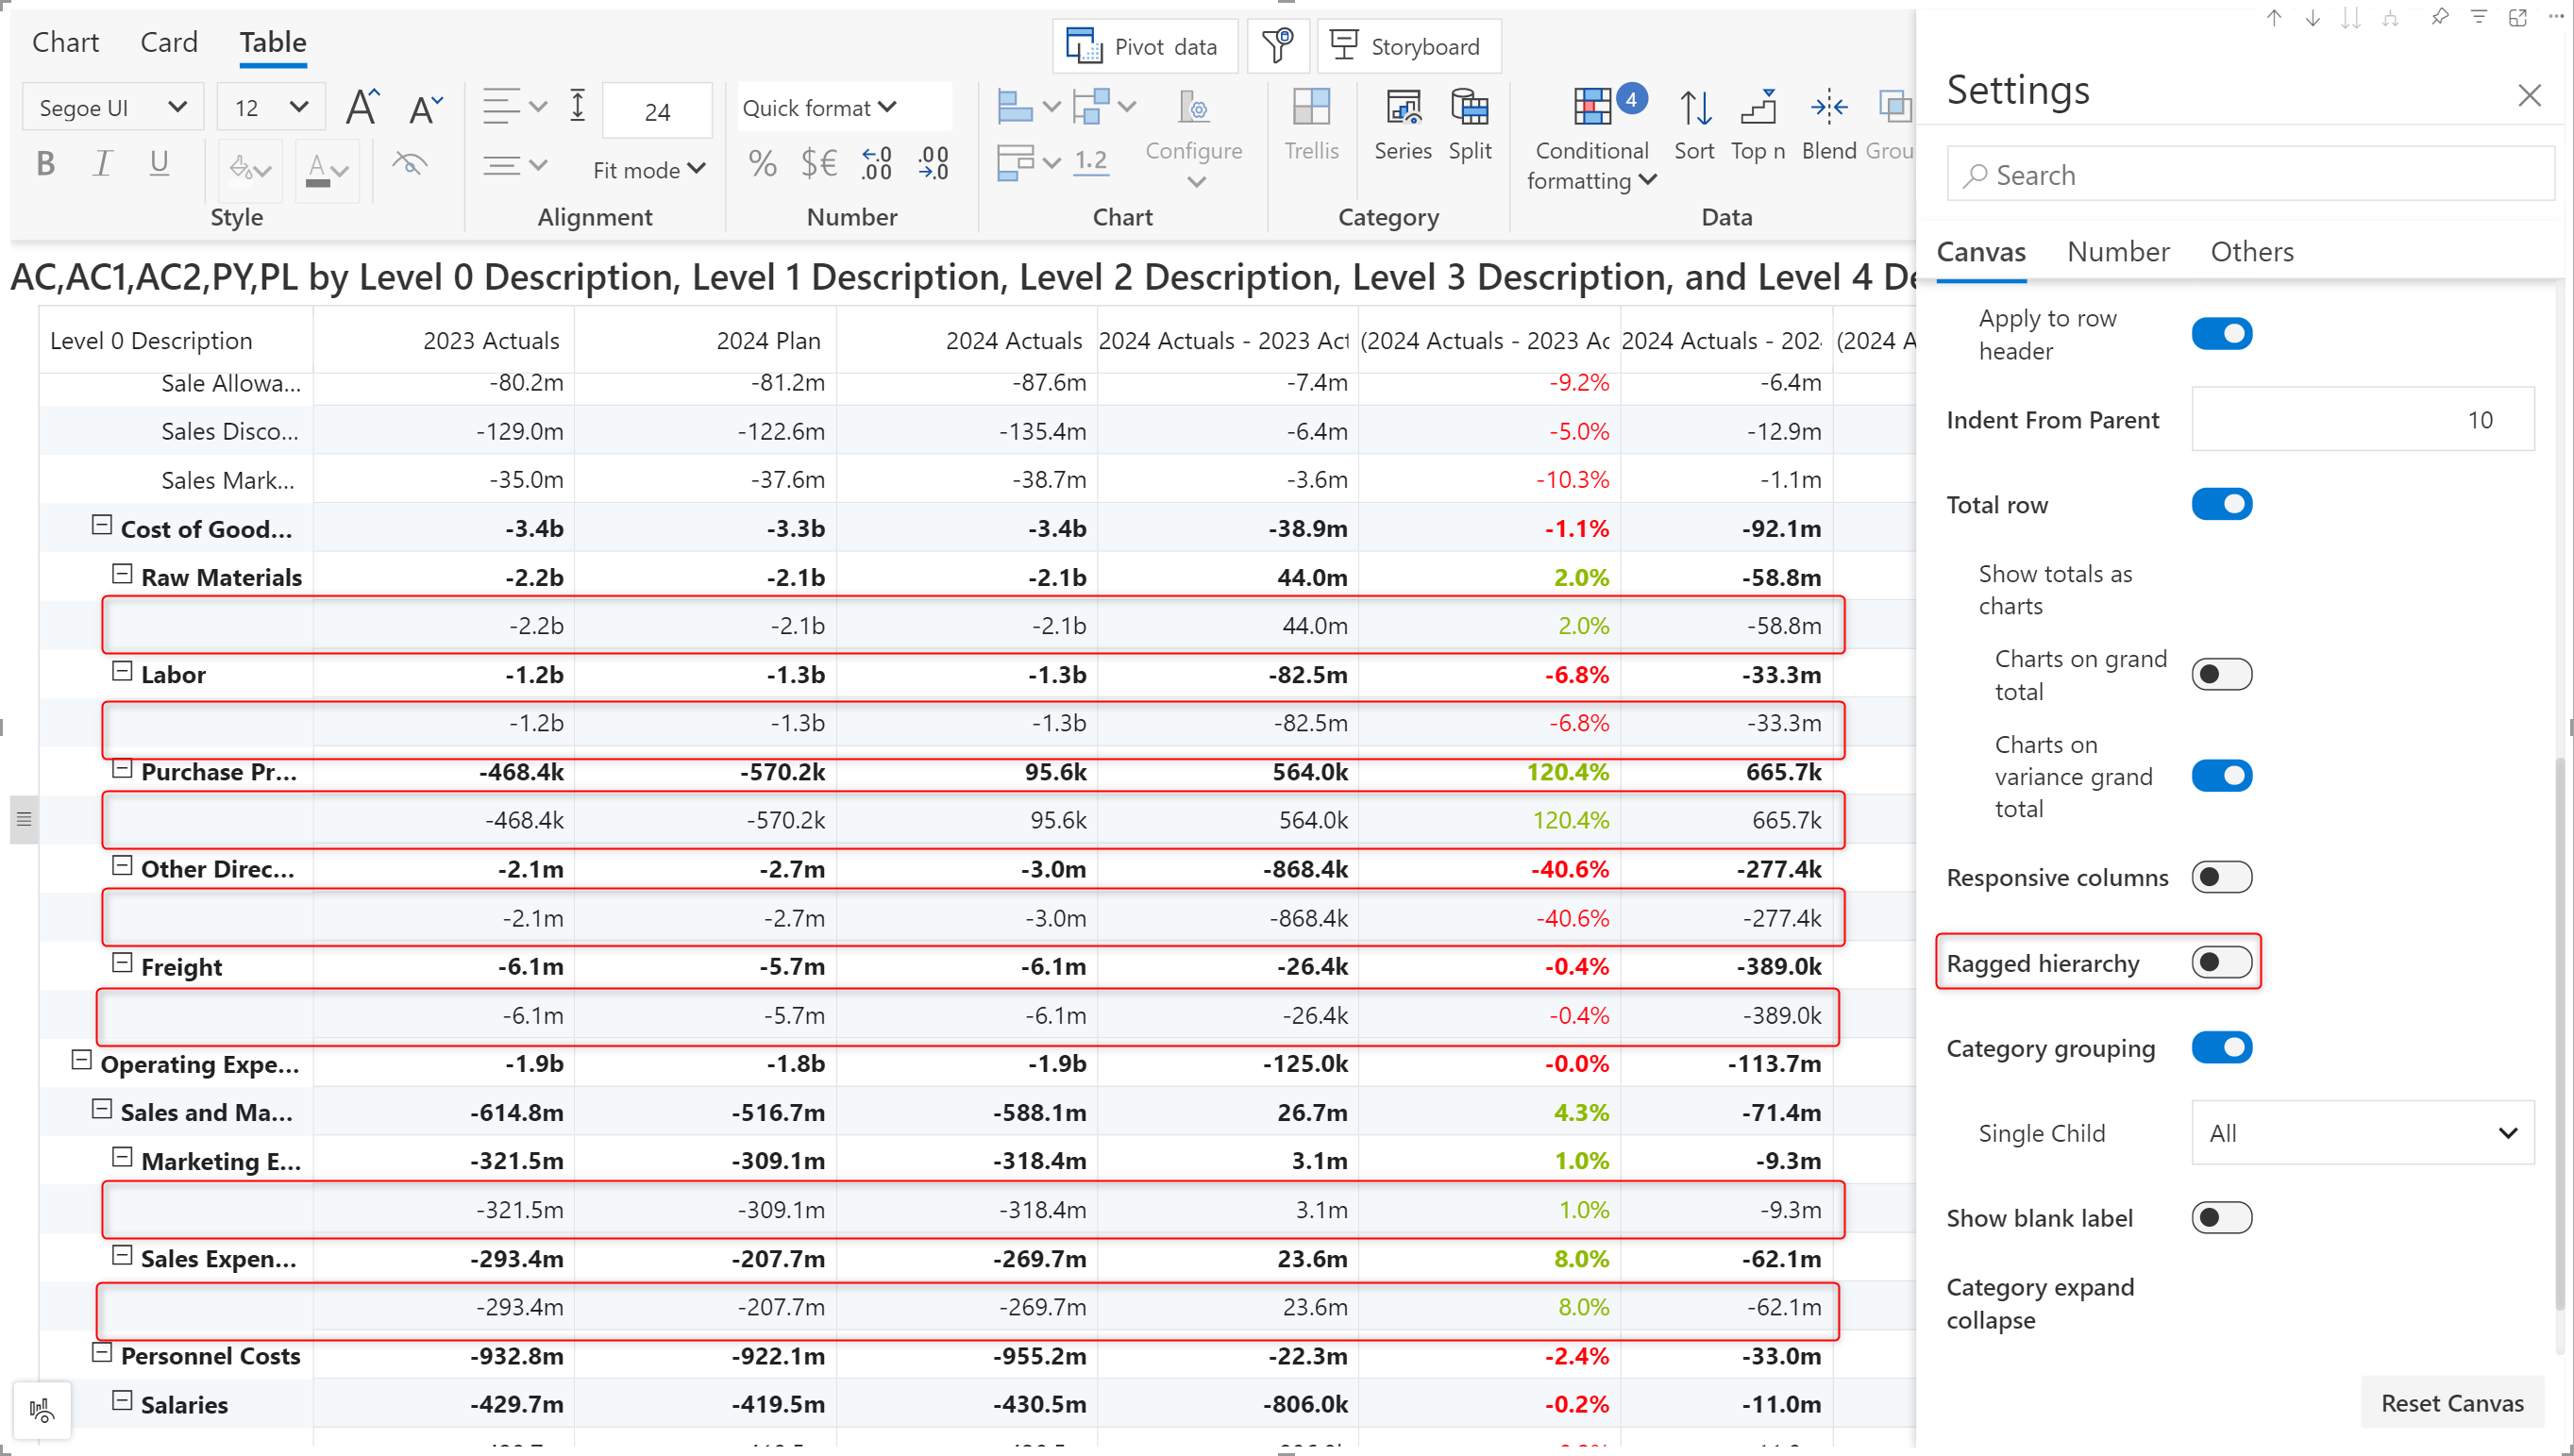 Chart Card Table
Pivot data Storyboard
Segoe UI 12 A A 24 Quick format
B I U A Fit mode % $€ 1.2 Configure Trellis Series Split Conditional formatting 4 Sort Top n Blend Grou
Style Alignment Number Chart Category Data
AC,AC1,AC2,PY,PL by Level 0 Description, Level 1 Description, Level 2 Description, Level 3 Description, and Level 4 De
Level 0 Description 2023 Actuals 2024 Plan 2024 Actuals 2024 Actuals - 2023 Act (2024 Actuals - 2023 Ac 2024 Actuals - 202 (2024 A
Sale Allowa... -80.2m -81.2m -87.6m -7.4m -9.2% -6.4m
Sales Disco... -129.0m -122.6m -135.4m -6.4m -5.0% -12.9m
Sales Mark... -35.0m -37.6m -38.7m -3.6m -10.3% -1.1m
Cost of Good... -3.4b -3.3b -3.4b -38.9m -1.1% -92.1m
Raw Materials -2.2b -2.1b -2.1b 44.0m 2.0% -58.8m
-2.2b -2.1b -2.1b 44.0m 2.0% -58.8m
Labor -1.2b -1.3b -1.3b -82.5m -6.8% -33.3m
-1.2b -1.3b -1.3b -82.5m -6.8% -33.3m
Purchase Pr... -468.4k -570.2k 95.6k 564.0k 120.4% 665.7k
-468.4k -570.2k 95.6k 564.0k 120.4% 665.7k
Other Direc... -2.1m -2.7m -3.0m -868.4k -40.6% -277.4k
-2.1m -2.7m -3.0m -868.4k -40.6% -277.4k
Freight -6.1m -5.7m -6.1m -26.4k -0.4% -389.0k
-6.1m -5.7m -6.1m -26.4k -0.4% -389.0k
Operating Expe... -1.9b -1.8b -1.9b -125.0k -0.0% -113.7m
Sales and Ma... -614.8m -516.7m -588.1m 26.7m 4.3% -71.4m
Marketing E... -321.5m -309.1m -318.4m 3.1m 1.0% -9.3m
-321.5m -309.1m -318.4m 3.1m 1.0% -9.3m
Sales Expen... -293.4m -207.7m -269.7m 23.6m 8.0% -62.1m
-293.4m -207.7m -269.7m 23.6m 8.0% -62.1m
Personnel Costs -932.8m -922.1m -955.2m -22.3m -2.4% -33.0m
Salaries -429.7m -419.5m -430.5m -806.0k -0.2% -11.0m
Settings
Search
Canvas Number Others
Apply to row
header
Indent From Parent 10
Total row
Show totals as
charts
Charts on grand
total
Charts on
variance grand
total
Responsive columns
Ragged hierarchy
Category grouping
Single Child All
Show blank label
Category expand
collapse
Reset Canvas